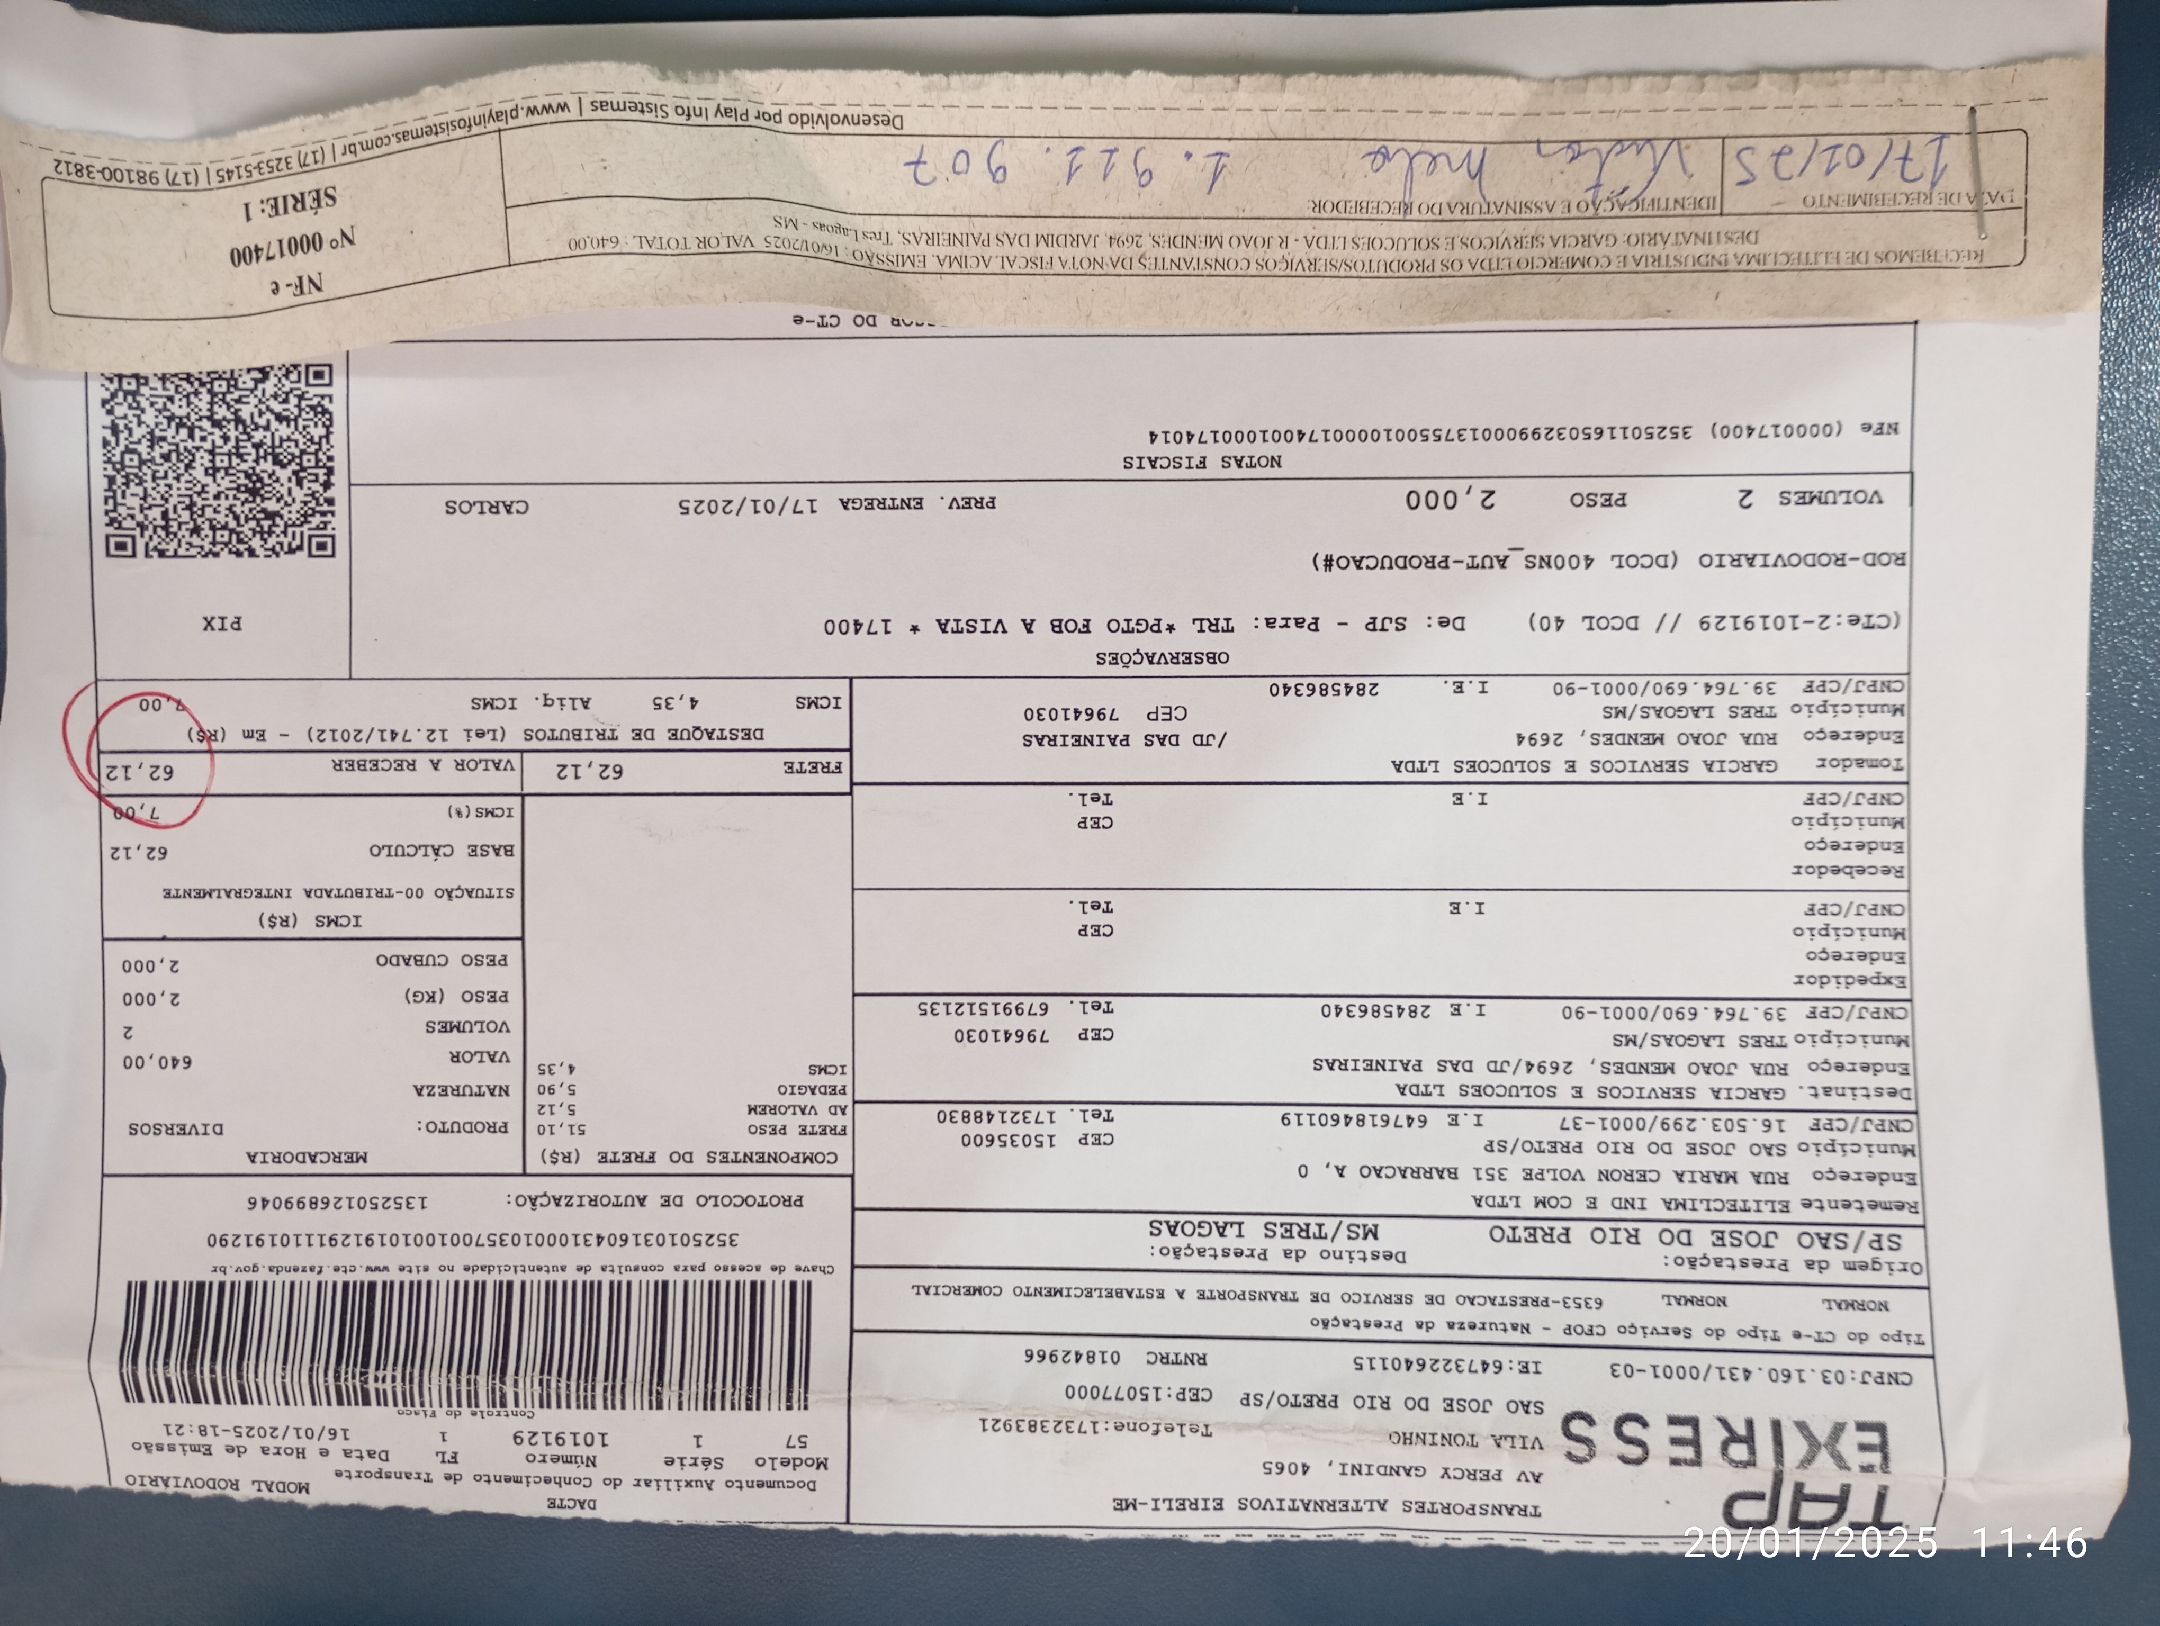 TRANSPORTES ALTERNATIVOS EIRELI-ME
TAP
EXPRESS
AV PERCY GANDINI, 4065
VILA TONINHO Telefone:1732383921
SAO JOSE DO RIO PRETO/SP CEP:15077000
CNPJ:03.160.431/0001-03 IE:647322640115 RNTRC 01842966
Tipo do CT-e Tipo do Serviço CFOP - Natureza da Prestação
NORMAL NORMAL 6353-PRESTACAO DE SERVICO DE TRANSPORTE A ESTABELECIMENTO COMERCIAL
Origem da Prestação: Destino da Prestação:
SP/SAO JOSE DO RIO PRETO MS/TRES LAGOAS
DACTE
Documento Auxiliar do Conhecimento de Transporte MODAL RODOVIÁRIO
Modelo Série Número FL Data e Hora de Emissão
57 1 1019129 1 16/01/2025-18:21
Controle do Fisco
Chave de acesso para consulta de autenticidade no site www.cte.fazenda.gov.br
35250103160431000103570010010191291110191290
PROTOCOLO DE AUTORIZAÇÃO: 135250126899046
Remetente ELITECLIMA IND E COM LTDA
Endereço RUA MARIA CERON VOLPE 351 BARRACAO A, 0
Município SAO JOSE DO RIO PRETO/SP CEP 15035600
CNPJ/CPF 16.503.299/0001-37 I.E 647618460119 Tel. 1732148830
Destinat. GARCIA SERVICOS E SOLUCOES LTDA
Endereço RUA JOAO MENDES, 2694/JD DAS PAINEIRAS
Município TRES LAGOAS/MS CEP 79641030
CNPJ/CPF 39.764.690/0001-90 I.E 284586340 Tel. 67991512135
Expedidor
Endereço
Município CEP
CNPJ/CPF I.E Tel.
Recebedor
Endereço
Município CEP
CNPJ/CPF I.E Tel.
Tomador GARCIA SERVICOS E SOLUCOES LTDA
Endereço RUA JOAO MENDES, 2694 /JD DAS PAINEIRAS
Município TRES LAGOAS/MS CEP 79641030
CNPJ/CPF 39.764.690/0001-90 I.E. 284586340
COMPONENTES DO FRETE (R$)
FRETE PESO 51,10
AD VALOREM 5,12
PEDAGIO 5,90
ICMS 4,35
MERCADORIA
PRODUTO: DIVERSOS
NATUREZA
VALOR 640,00
VOLUMES 2
PESO (KG) 2,000
PESO CUBADO 2,000
ICMS (R$)
SITUAÇÃO 00-TRIBUTADA INTEGRALMENTE
BASE CÁLCULO 62,12
ICMS(%) 7,00
FRETE 62,12 VALOR A RECEBER 62,12
DESTAQUE DE TRIBUTOS (Lei 12.741/2012) - Em (R$)
ICMS 4,35 Aliq. ICMS 7,00
OBSERVAÇÕES
(CTe:2-1019129 // DCOL 40) De: SJP - Para: TRL *PGTO FOB A VISTA * 17400
ROD-RODOVIARIO (DCOL 400NS_AUT-PRODUCAO#)
VOLUMES 2 PESO 2,000 PREV. ENTREGA 17/01/2025 CARLOS
PIX
NOTAS FISCAIS
NFe (000017400) 35250116503299000137550010000174001000174014
DO CT-e
RECEBEMOS DE ELITECLIMA INDUSTRIA E COMERCIO LTDA OS PRODUTOS/SERVIÇOS CONSTANTES DA NOTA FISCAL ACIMA. EMISSÃO: 16/01/2025 VALOR TOTAL: 640,00
DESTINATÁRIO: GARCIA SERVICOS E SOLUCOES LTDA - R JOAO MENDES, 2694, JARDIM DAS PAINEIRAS, Tres Lagoas - MS
DATA DE RECEBIMENTO IDENTIFICAÇÃO E ASSINATURA DO RECEBEDOR
17/01/25 Victor Melo 1.911.907
NF-e
Nº 00017400
SÉRIE: 1
Desenvolvido por Play Info Sistemas | www.playinfosistemas.com.br | (17) 3253-5145 | (17) 98100-3812
20/01/2025 11:46